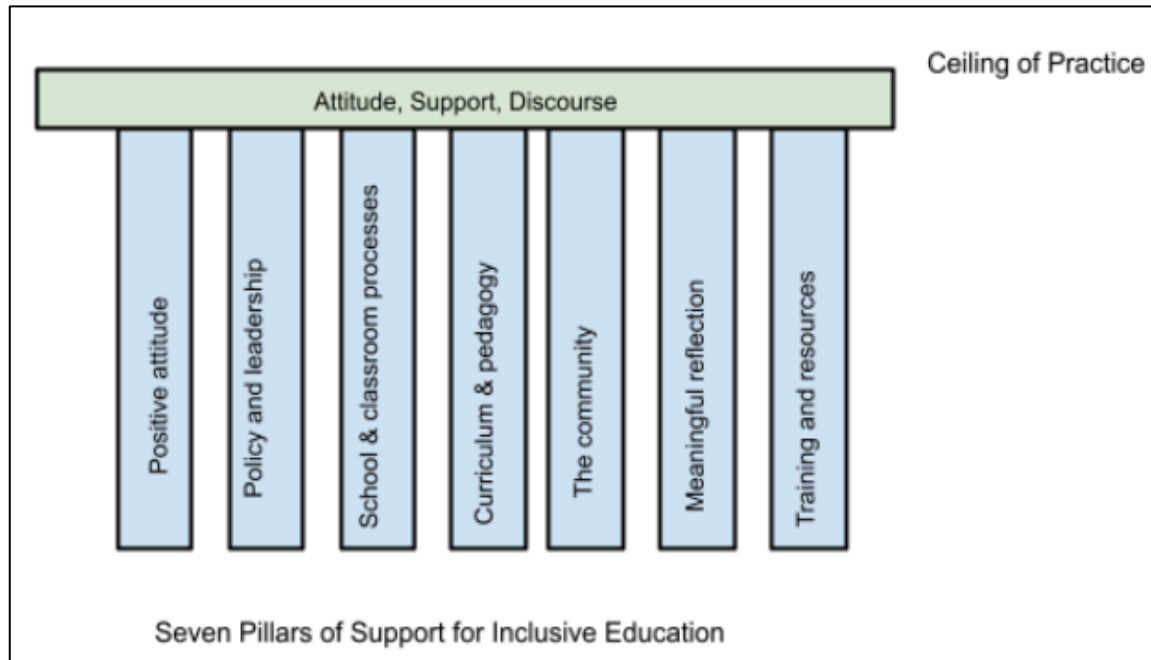 Ceiling of Practice
Attitude, Support, Discourse
Positive attitude
Policy and leadership
School & classroom processes
Curriculum & pedagogy
The community
Meaningful reflection
Training and resources
Seven Pillars of Support for Inclusive Education